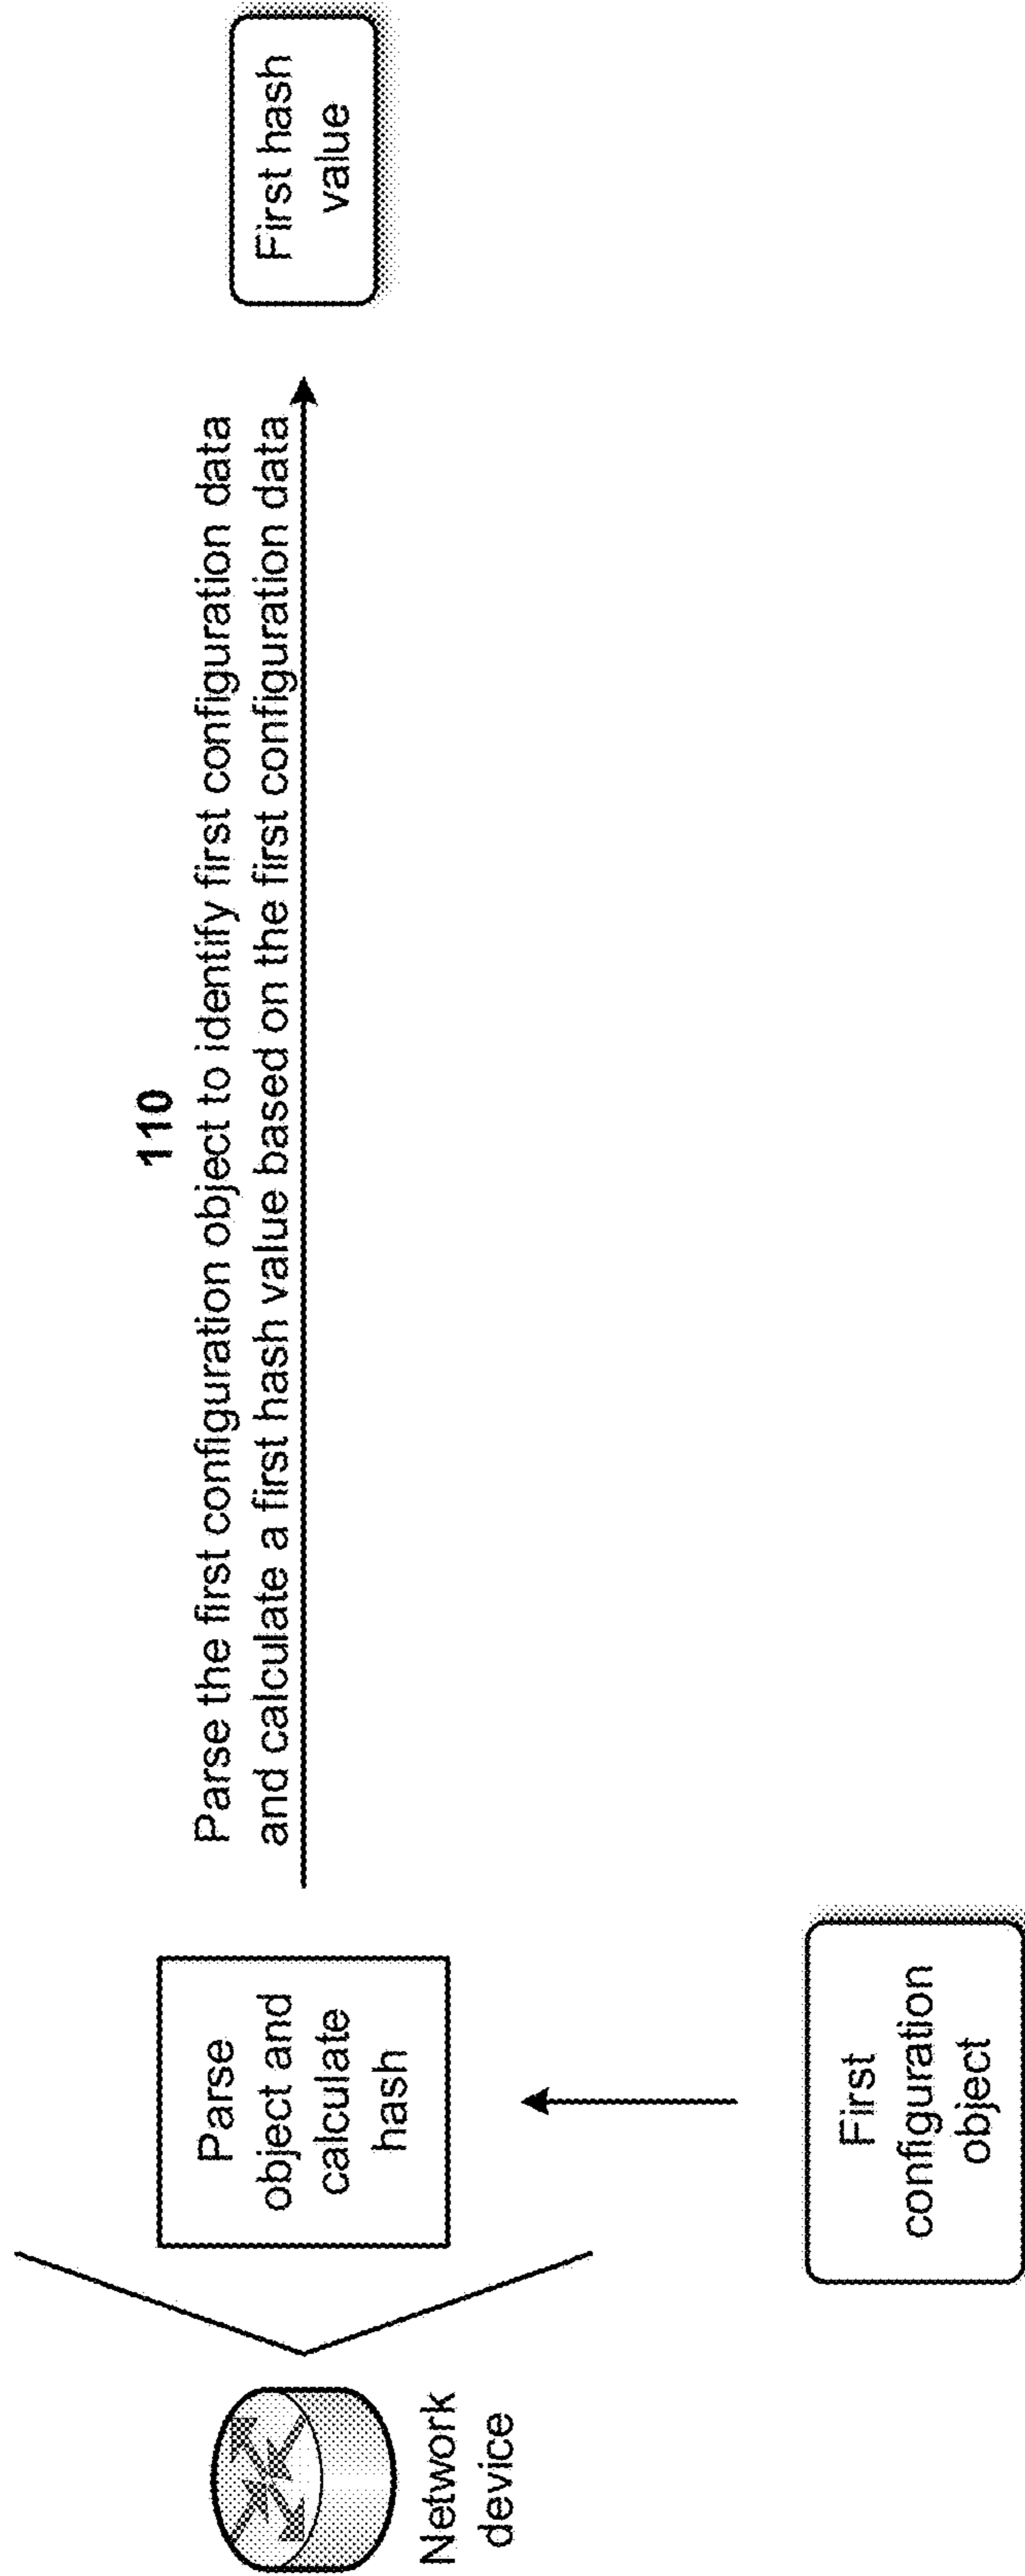 110
Parse the first configuration object to identify first configuration data
and calculate a first hash value based on the first configuration data
Network
device
Parse
object and
calculate
hash
First hash
value
First
configuration
object